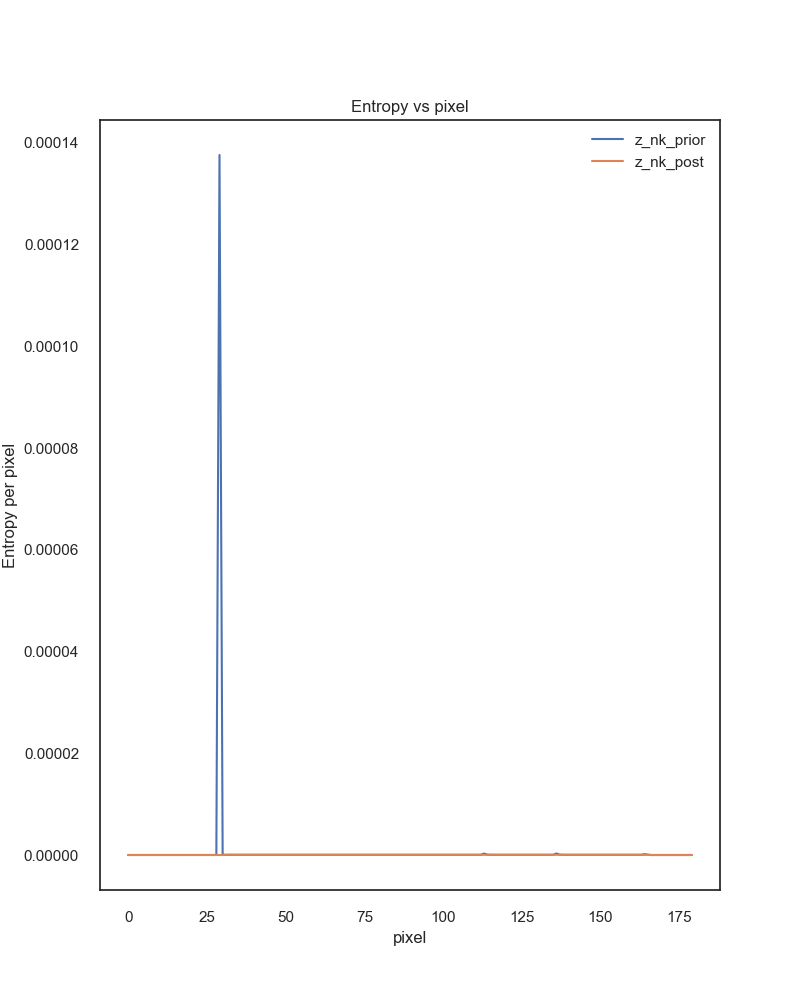 Entropy vs pixel
z_nk_prior
z_nk_post
Entropy per pixel
0.00014
0.00012
0.00010
0.00008
0.00006
0.00004
0.00002
0.00000
0 25 50 75 100 125 150 175
pixel